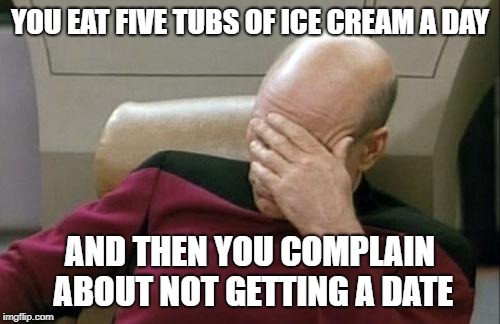 YOU EAT FIVE TUBS OF ICE CREAM A DAY
AND THEN YOU COMPLAIN
ABOUT NOT GETTING A DATE
imgflip.com